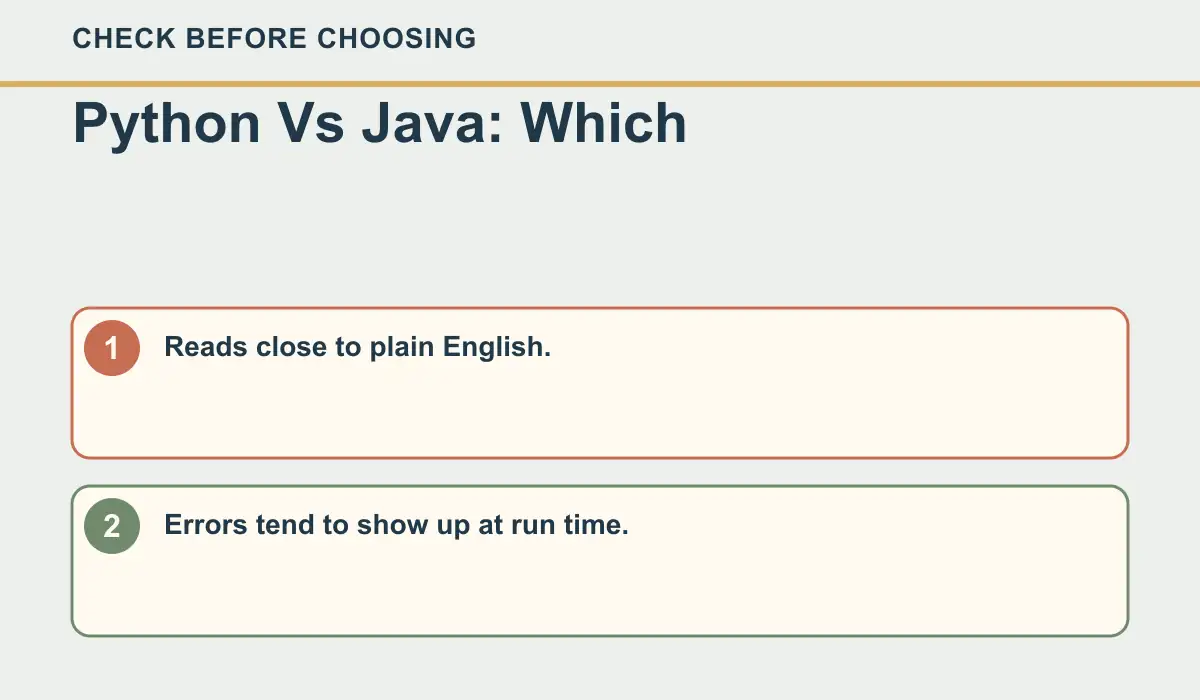 CHECK BEFORE CHOOSING
Python Vs Java: Which
1 Reads close to plain English.
2 Errors tend to show up at run time.